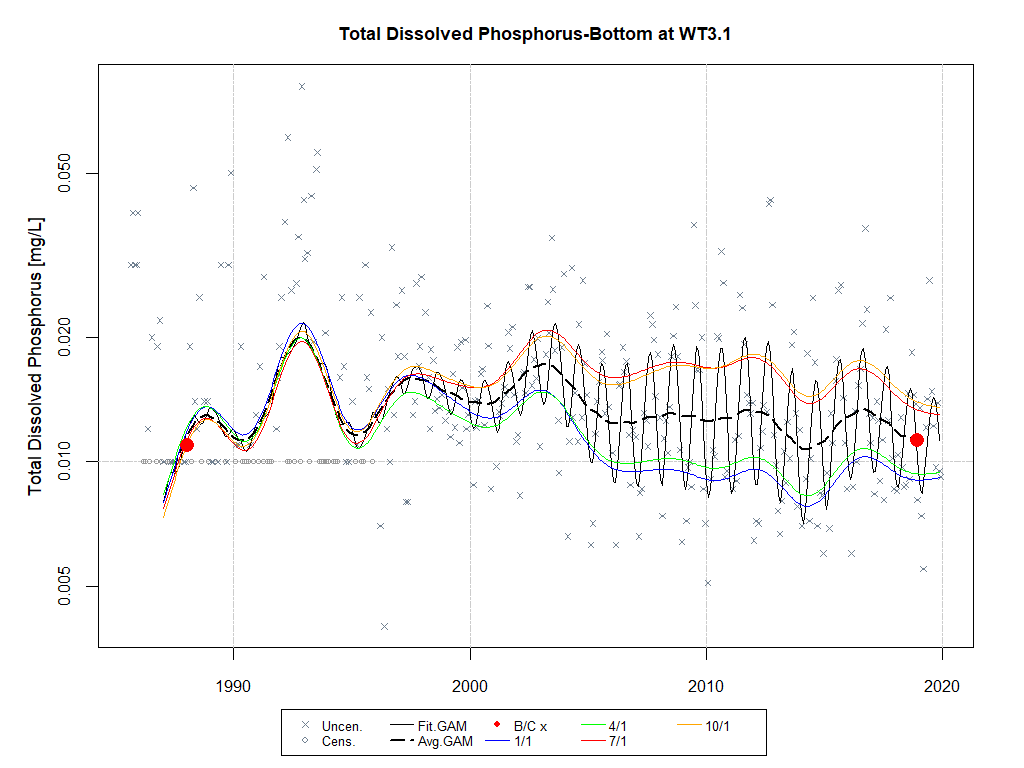 Total Dissolved Phosphorus-Bottom at WT3.1
Total Dissolved Phosphorus [mg/L]
0.050
0.020
0.010
0.005
1990 2000 2010 2020
Uncen. Fit.GAM B/C x 4/1 10/1
Cens. Avg.GAM 1/1 7/1